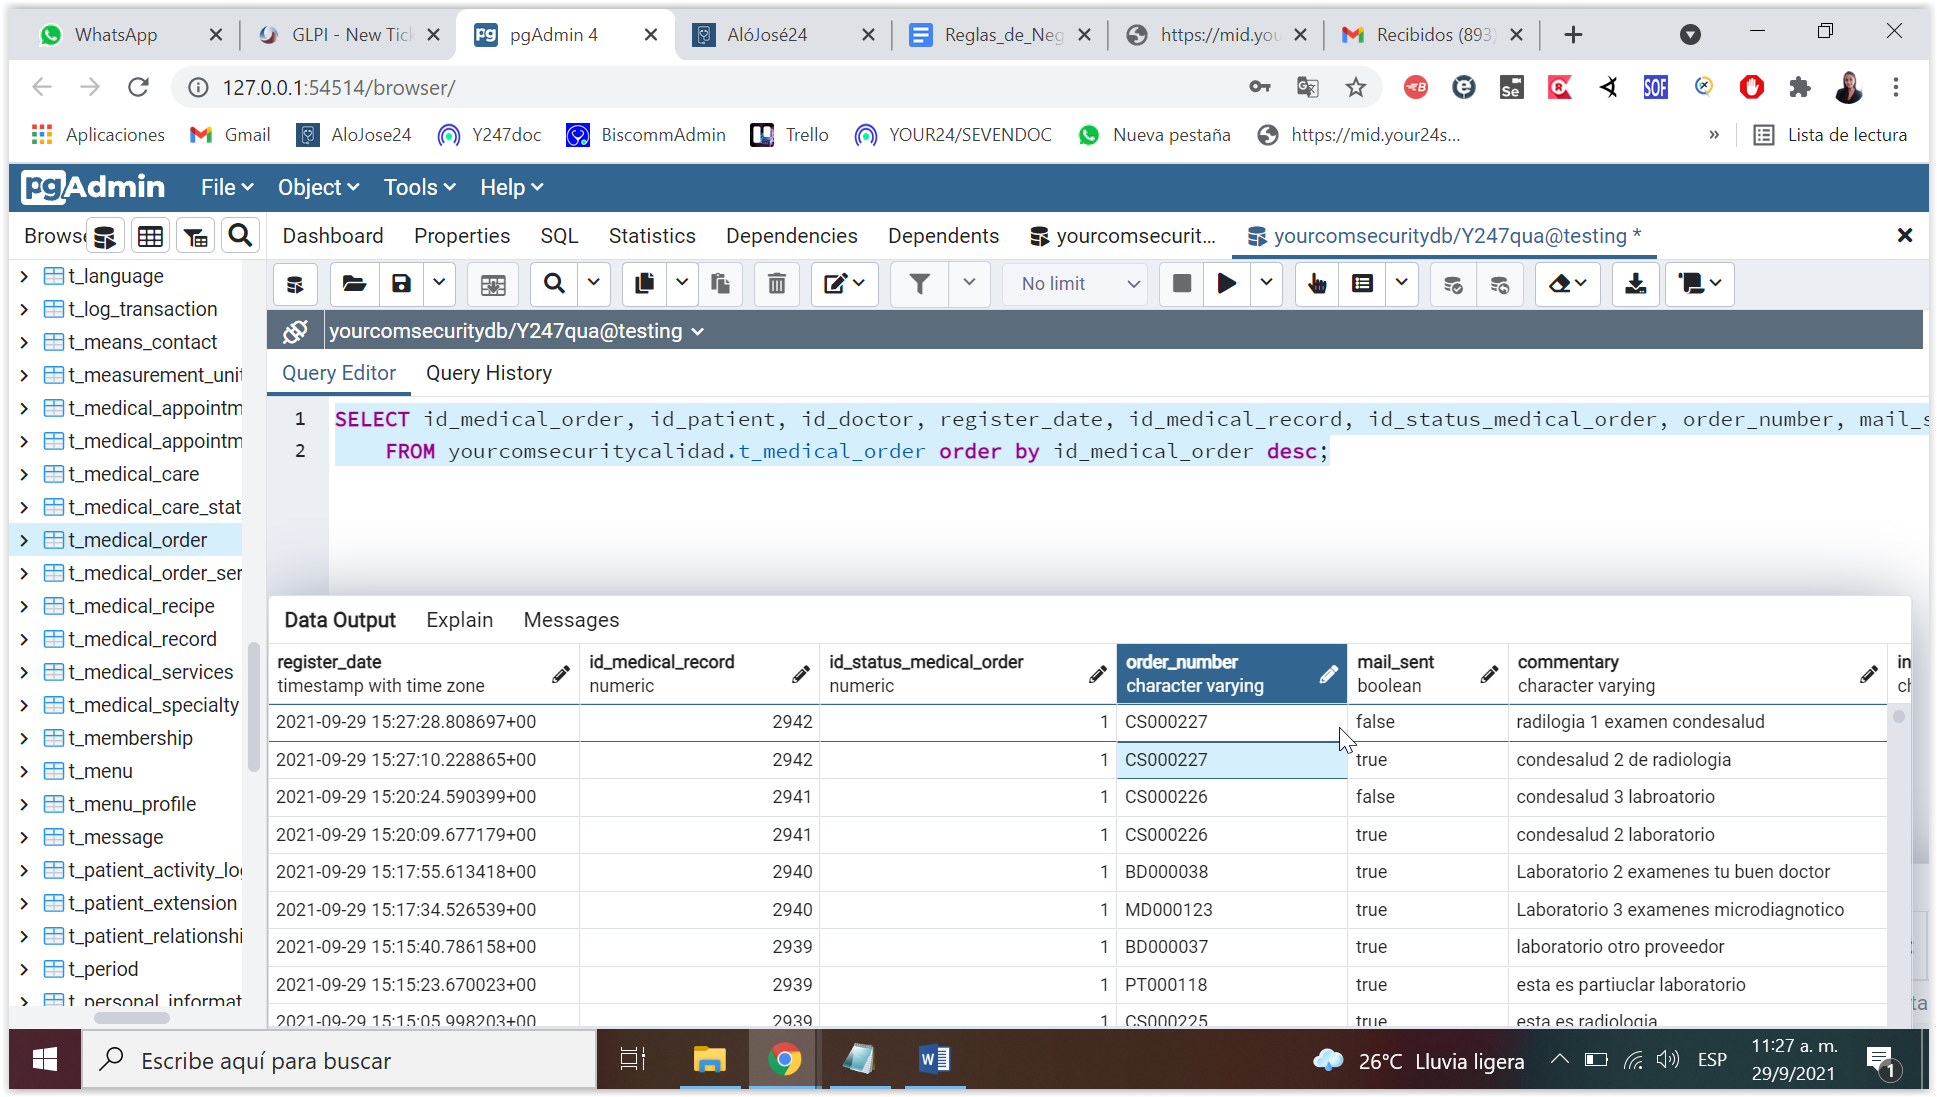 WhatsApp
GLPI - New Tick
pgAdmin 4
AlóJosé24
Reglas_de_Neg
https://mid.you
Recibidos (893)
127.0.0.1:54514/browser/
Aplicaciones
Gmail
AloJose24
Y247doc
BiscommAdmin
Trello
YOUR24/SEVENDOC
Nueva pestaña
https://mid.your24s...
»
Lista de lectura
pgAdmin
File
Object
Tools
Help
Browse
Dashboard
Properties
SQL
Statistics
Dependencies
Dependents
yourcomsecurit...
yourcomsecuritydb/Y247qua@testing *
No limit
yourcomsecuritydb/Y247qua@testing
Query Editor
Query History
1 SELECT id_medical_order, id_patient, id_doctor, register_date, id_medical_record, id_status_medical_order, order_number, mail_s
2 FROM yourcomsecuritycalidad.t_medical_order order by id_medical_order desc;
t_language
t_log_transaction
t_means_contact
t_measurement_unit
t_medical_appointm
t_medical_appointm
t_medical_care
t_medical_care_stat
t_medical_order
t_medical_order_ser
t_medical_recipe
t_medical_record
t_medical_services
t_medical_specialty
t_membership
t_menu
t_menu_profile
t_message
t_patient_activity_lo
t_patient_extension
t_patient_relationshi
t_period
t_personal_informat
Data Output
Explain
Messages
register_date id_medical_record id_status_medical_order order_number mail_sent commentary in
timestamp with time zone numeric numeric character varying boolean character varying ch
2021-09-29 15:27:28.808697+00 2942 1 CS000227 false radilogia 1 examen condesalud
2021-09-29 15:27:10.228865+00 2942 1 CS000227 true condesalud 2 de radiologia
2021-09-29 15:20:24.590399+00 2941 1 CS000226 false condesalud 3 labroatorio
2021-09-29 15:20:09.677179+00 2941 1 CS000226 true condesalud 2 laboratorio
2021-09-29 15:17:55.613418+00 2940 1 BD000038 true Laboratorio 2 examenes tu buen doctor
2021-09-29 15:17:34.526539+00 2940 1 MD000123 true Laboratorio 3 examenes microdiagnotico
2021-09-29 15:15:40.786158+00 2939 1 BD000037 true laboratorio otro proveedor
2021-09-29 15:15:23.670023+00 2939 1 PT000118 true esta es partiuclar laboratorio
2021-09-29 15:15:05.998203+00 2939 1 CS000225 true esta es radiologia
ta
Escribe aquí para buscar
26°C Lluvia ligera
ESP
11:27 a. m.
29/9/2021
1